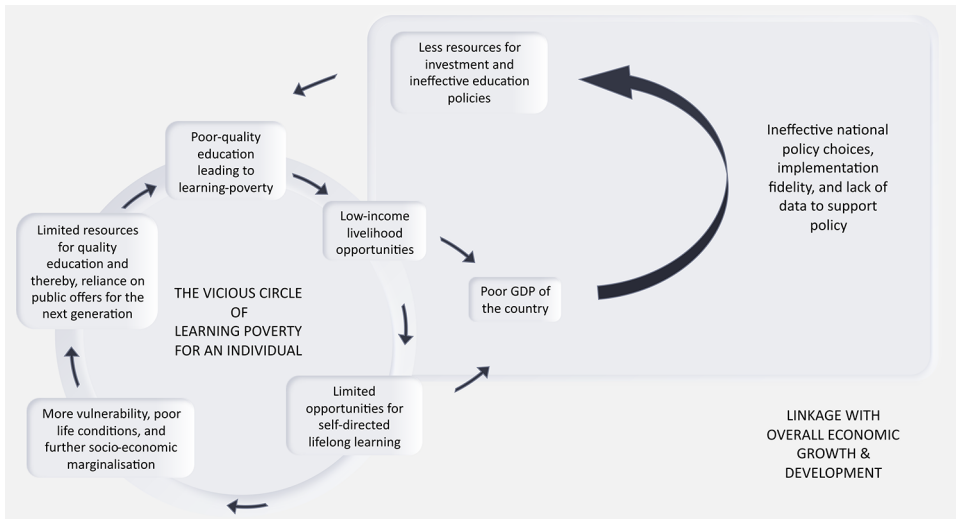 Less resources for
investment and
ineffective education
policies
Ineffective national
policy choices,
implementation
fidelity, and lack of
data to support
policy
Poor-quality
education
leading to
learning-poverty
Low-income
livelihood
opportunities
Limited resources
for quality
education and
thereby, reliance on
public offers for the
next generation
Poor GDP of
the country
THE VICIOUS CIRCLE
OF
LEARNING POVERTY
FOR AN INDIVIDUAL
Limited
opportunities for
self-directed
lifelong learning
More vulnerability, poor
life conditions, and
further socio-economic
marginalisation
LINKAGE WITH
OVERALL ECONOMIC
GROWTH &
DEVELOPMENT